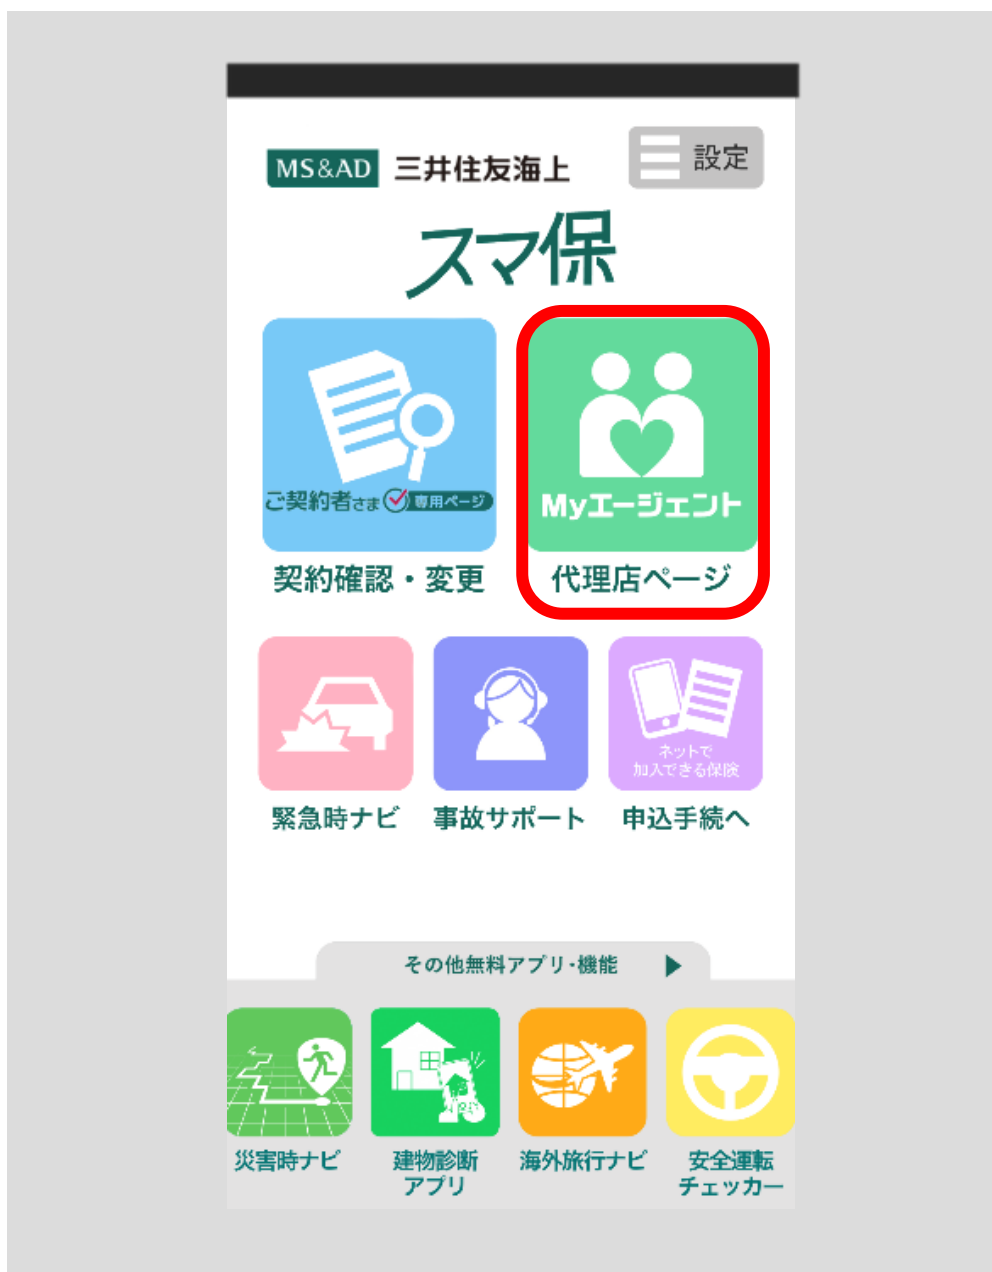 MS&AD 三井住友海上
設定
スマ保
ご契約者さま 専用ページ
契約確認・変更
Myエージェント
代理店ページ
緊急時ナビ
事故サポート
ネットで
加入できる保険
申込手続へ
その他無料アプリ・機能
災害時ナビ
建物診断
アプリ
海外旅行ナビ
安全運転
チェッカー